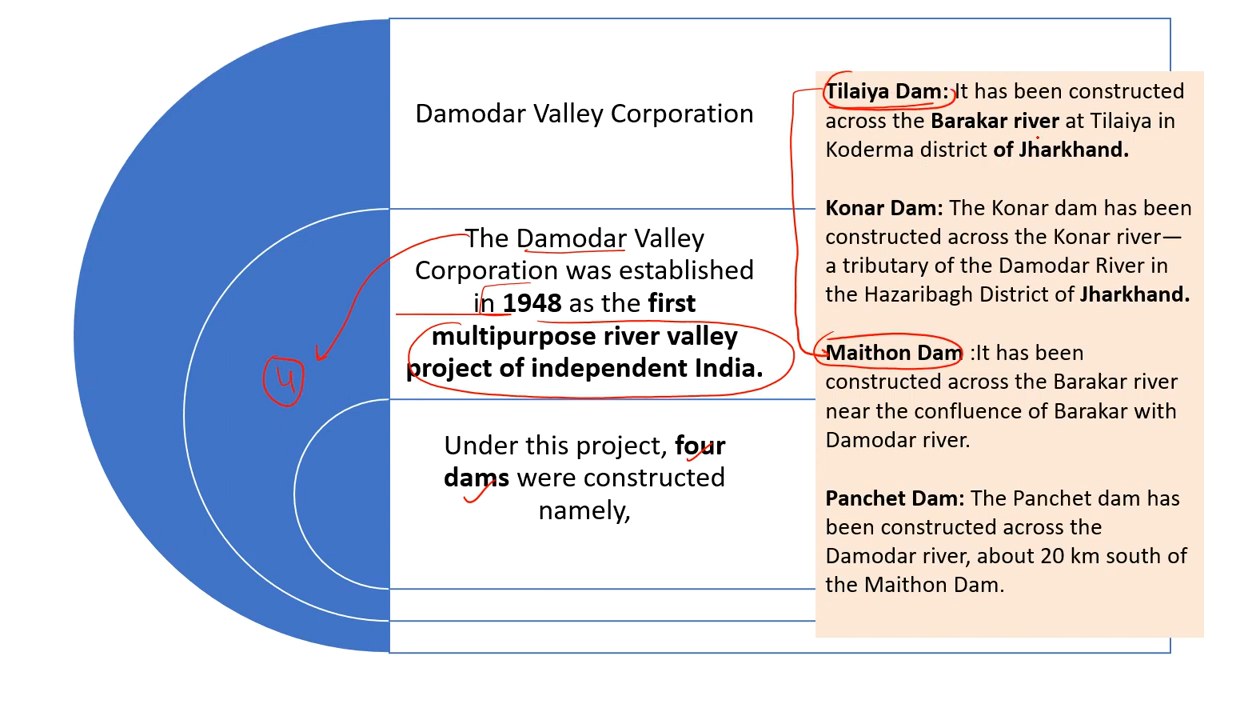 Damodar Valley Corporation
The Damodar Valley
Corporation was established
in 1948 as the first
multipurpose river valley
project of independent India.
4
Under this project, four
dams were constructed
namely,
Tilaiya Dam: It has been constructed
across the Barakar river at Tilaiya in
Koderma district of Jharkhand.
Konar Dam: The Konar dam has been
constructed across the Konar river—
a tributary of the Damodar River in
the Hazaribagh District of Jharkhand.
Maithon Dam :It has been
constructed across the Barakar river
near the confluence of Barakar with
Damodar river.
Panchet Dam: The Panchet dam has
been constructed across the
Damodar river, about 20 km south of
the Maithon Dam.